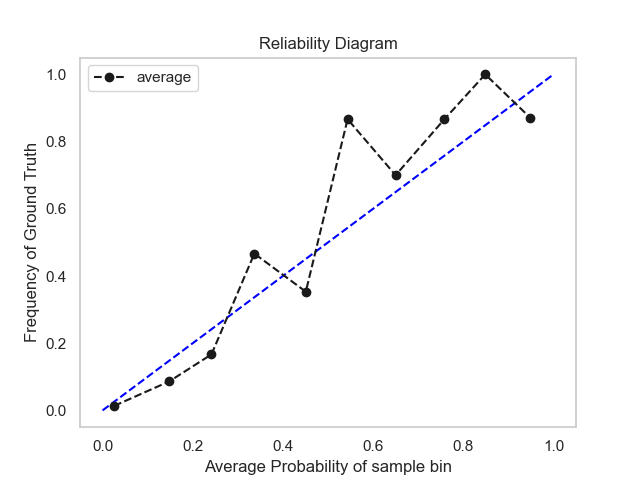 Reliability Diagram
average
Frequency of Ground Truth
1.0
0.8
0.6
0.4
0.2
0.0
0.0 0.2 0.4 0.6 0.8 1.0
Average Probability of sample bin